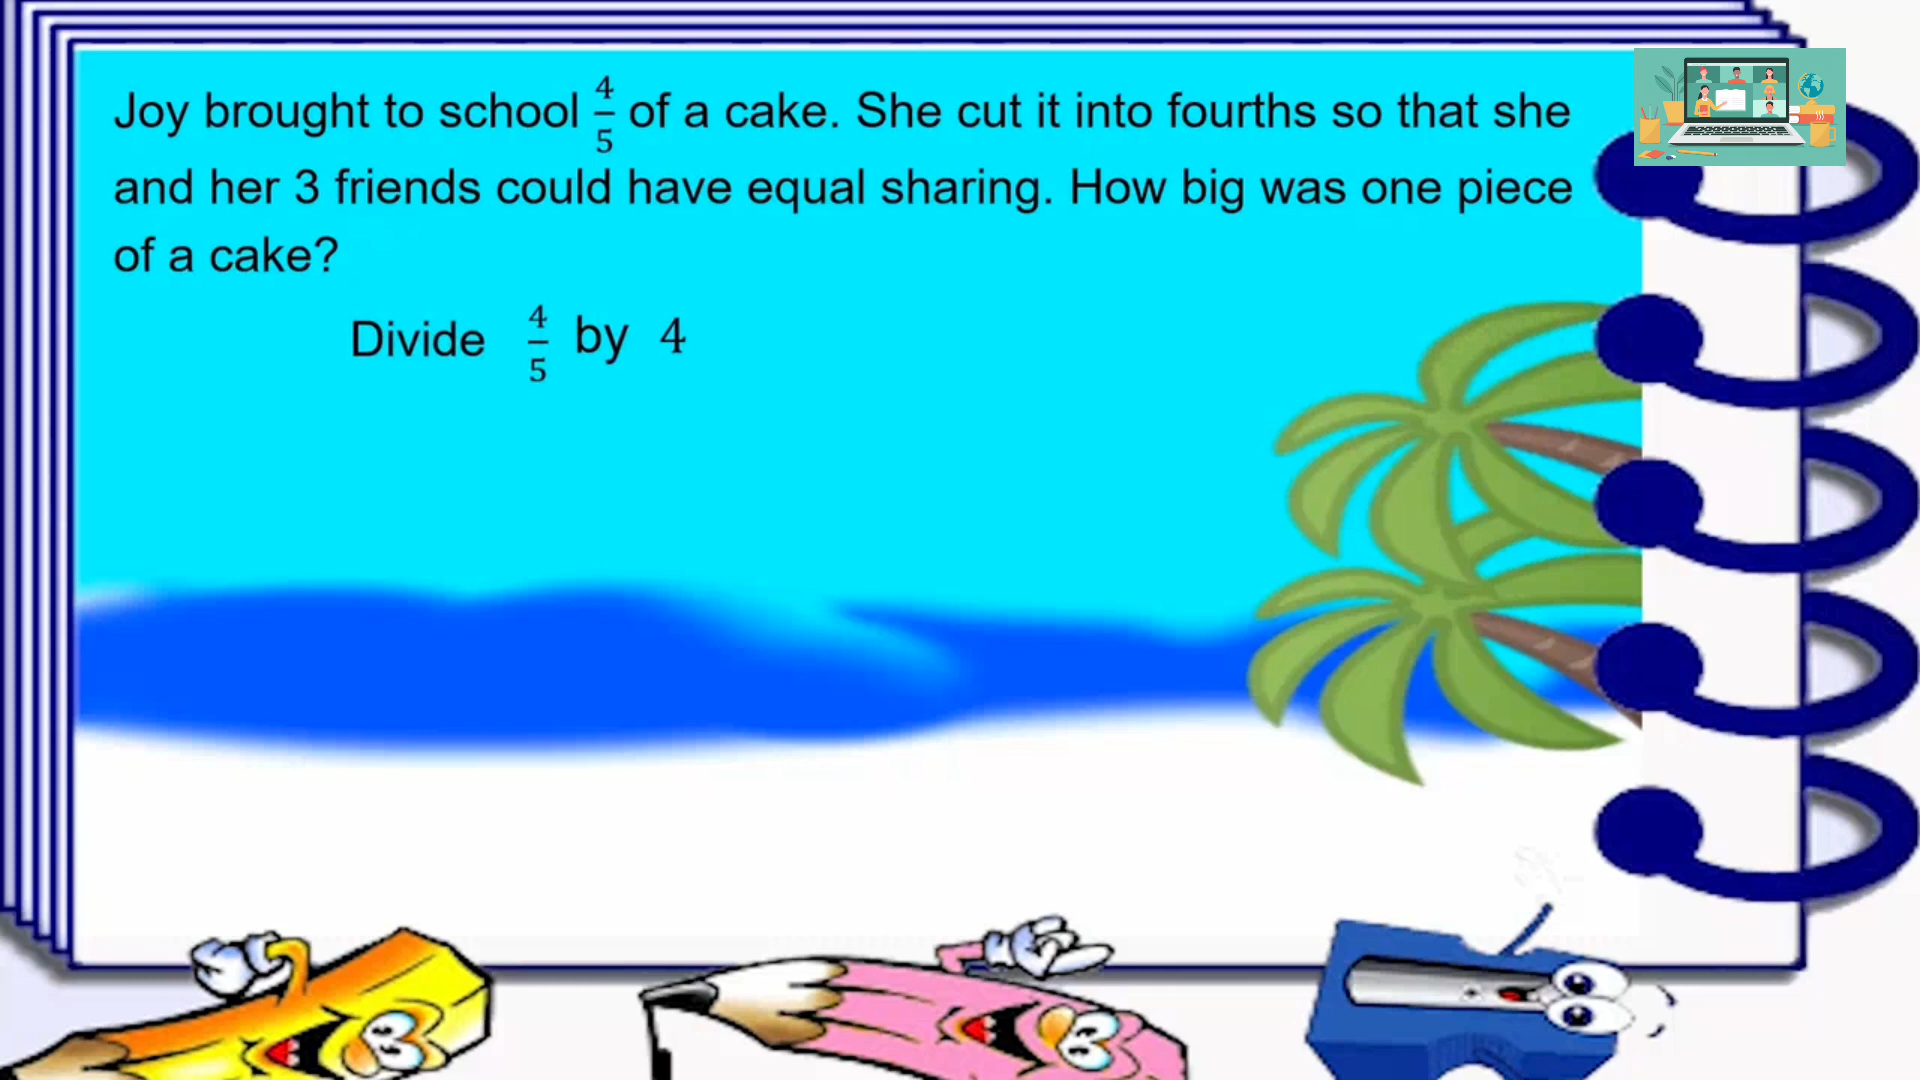 Joy brought to school 4/5 of a cake. She cut it into fourths so that she
and her 3 friends could have equal sharing. How big was one piece
of a cake?
Divide 4/5 by 4